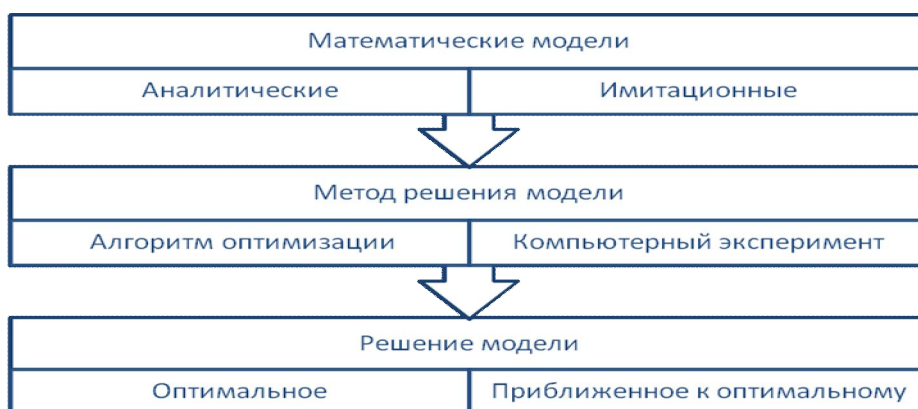 Математические модели
Аналитические
Имитационные
Метод решения модели
Алгоритм оптимизации
Компьютерный эксперимент
Решение модели
Оптимальное
Приближенное к оптимальному